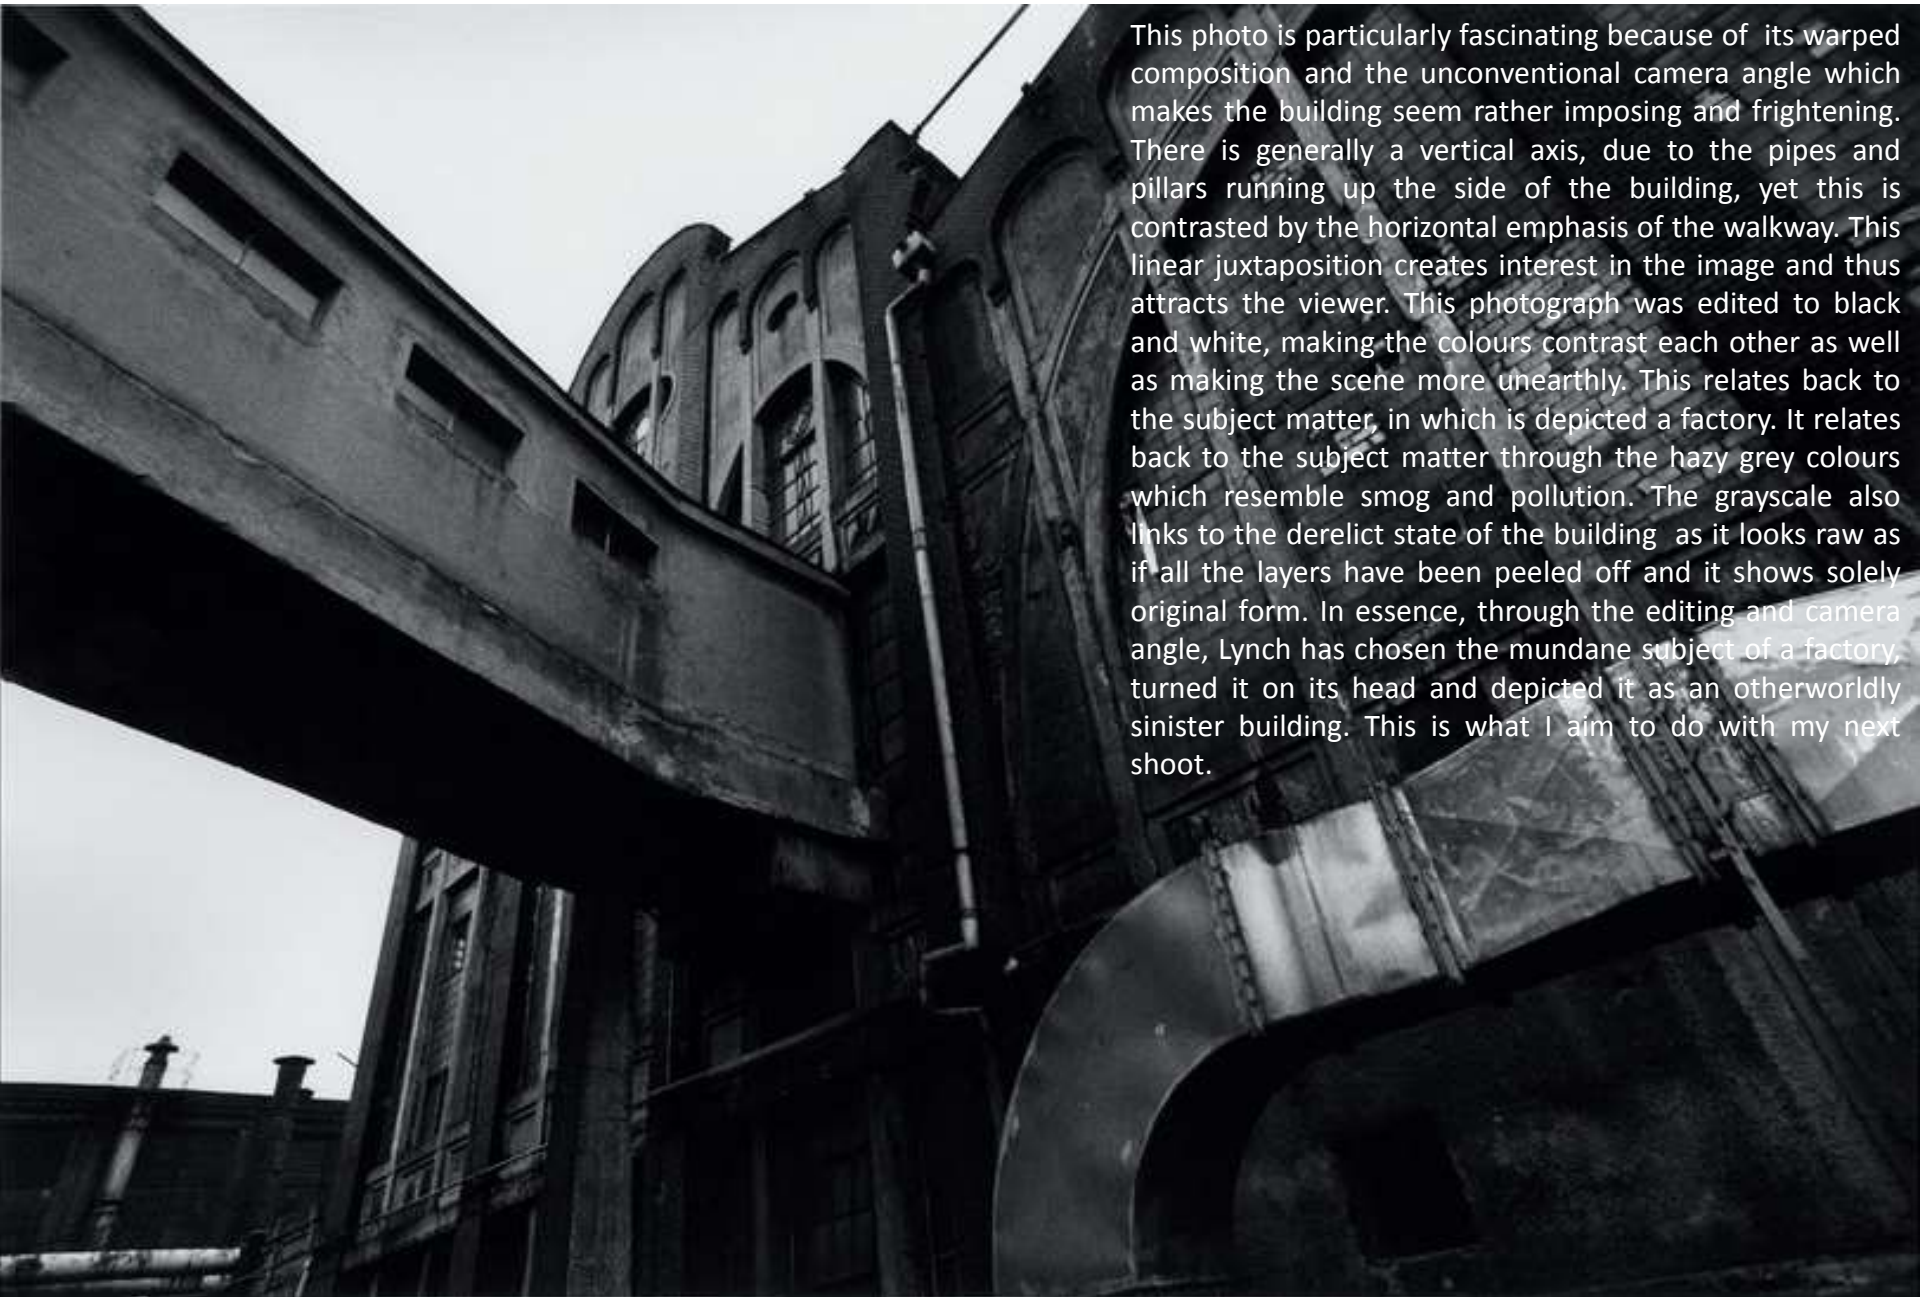 This photo is particularly fascinating because of  its warped
composition and the unconventional camera angle which
makes the building seem rather imposing and frightening.
There is generally a vertical axis, due to the pipes and
pillars running up the side of the building, yet this is
contrasted by the horizontal emphasis of the walkway. This
linear juxtaposition creates interest in the image and thus
attracts the viewer. This photograph was edited to black
and white, making the colours contrast each other as well
as making the scene more unearthly. This relates back to
the subject matter, in which is depicted a factory. It relates
back to the subject matter through the hazy grey colours
which resemble smog and pollution. The grayscale also
links to the derelict state of the building  as it looks raw as
if all the layers have been peeled off and it shows solely
original form. In essence, through the editing and camera
angle, Lynch has chosen the mundane subject of a factory,
turned it on its head and depicted it as an otherworldly
sinister building. This is what I aim to do with my next
shoot.